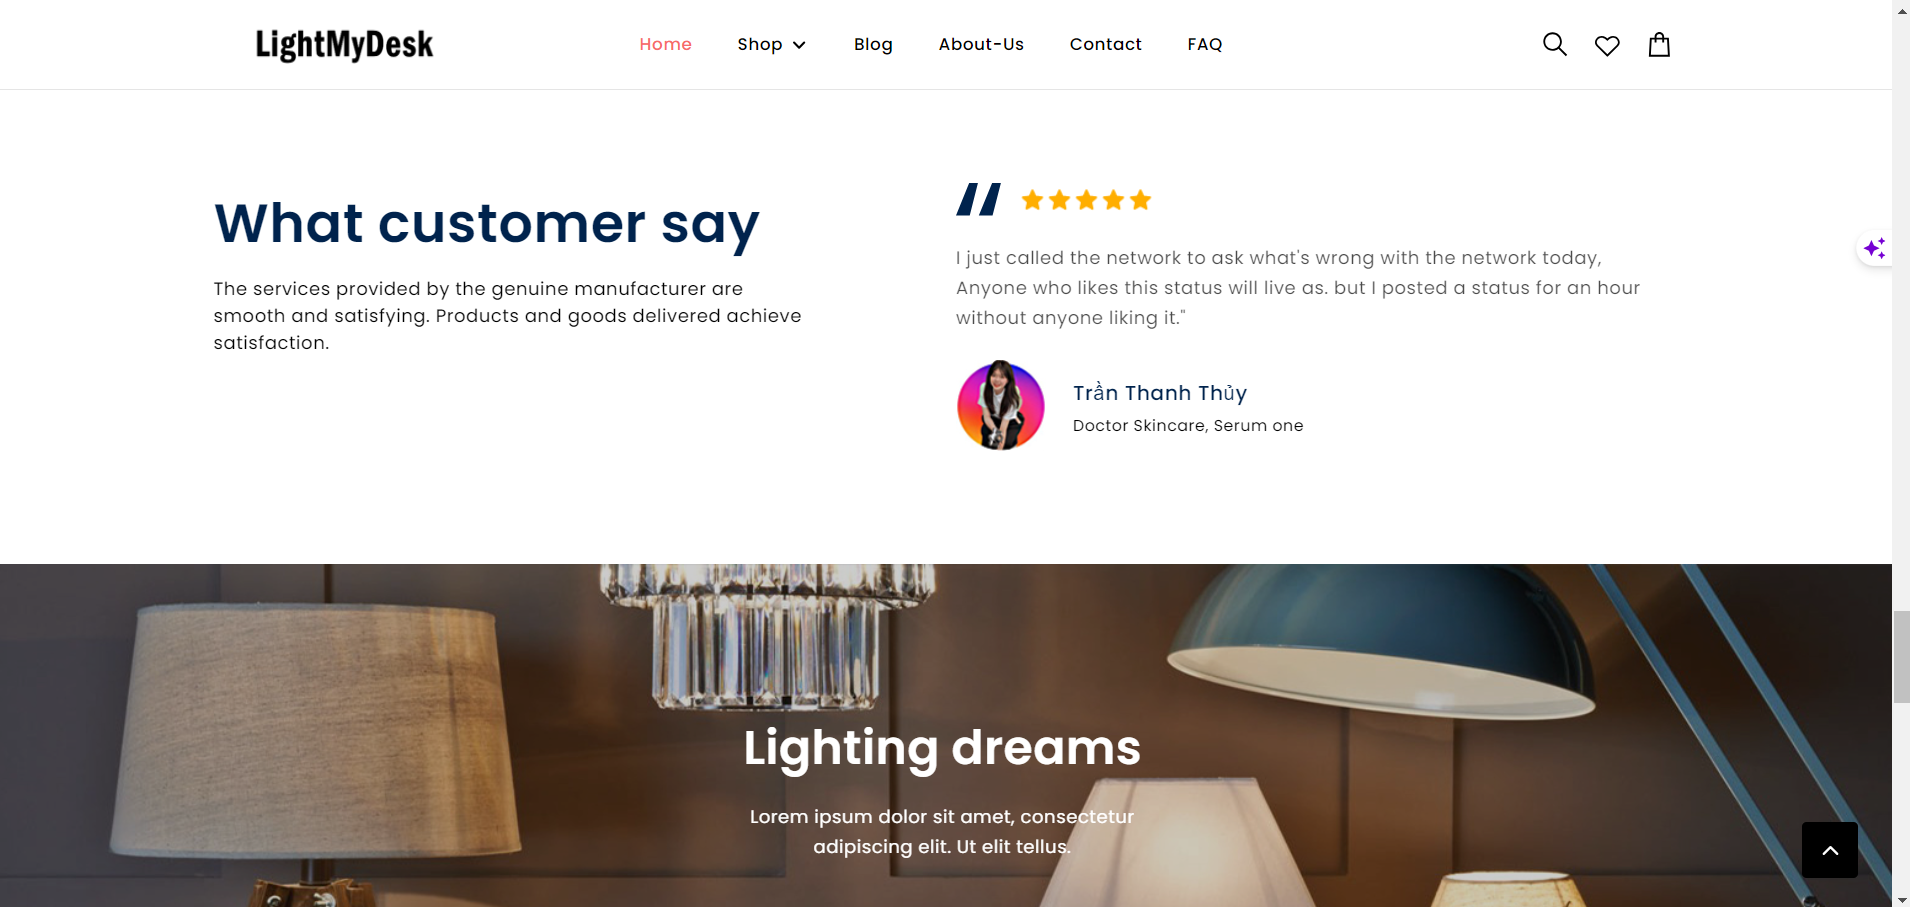 LightMyDesk
Home
Shop
Blog
About-Us
Contact
FAQ
What customer say
The services provided by the genuine manufacturer are
smooth and satisfying. Products and goods delivered achieve
satisfaction.
I just called the network to ask what's wrong with the network today,
Anyone who likes this status will live as. but I posted a status for an hour
without anyone liking it."
Trần Thanh Thủy
Doctor Skincare, Serum one
Lighting dreams
Lorem ipsum dolor sit amet, consectetur
adipiscing elit. Ut elit tellus.